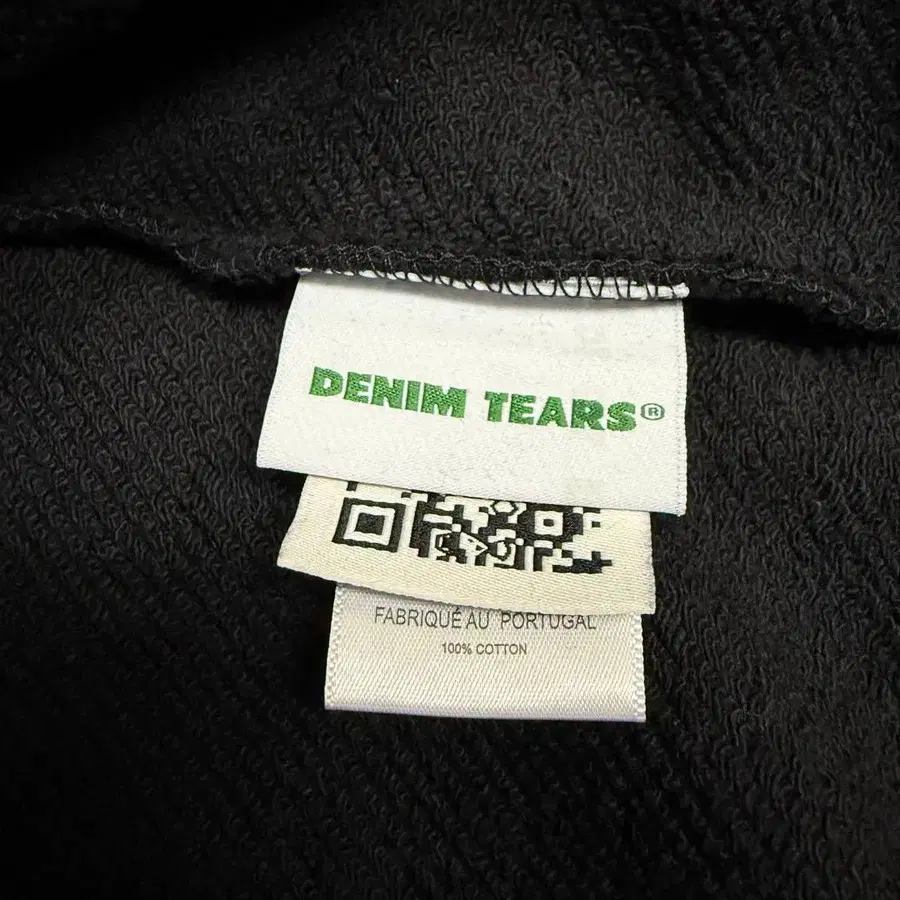 DENIM TEARS®
FABRIQUÉ AU PORTUGAL
100% COTTON